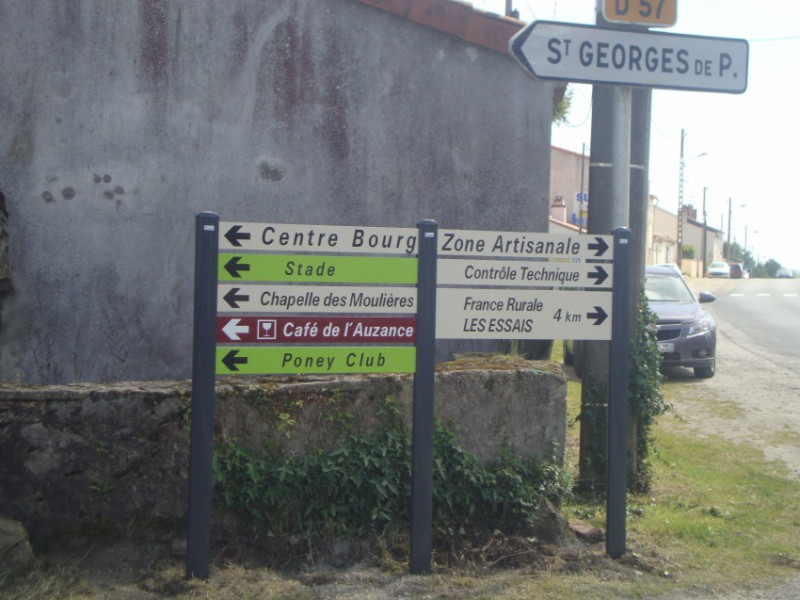 D 57
ST GEORGES DE P.
Centre Bourg
Stade
Chapelle des Moulières
Café de l'Auzance
Poney Club
Zone Artisanale
Contrôle Technique
France Rurale
LES ESSAIS
4 km